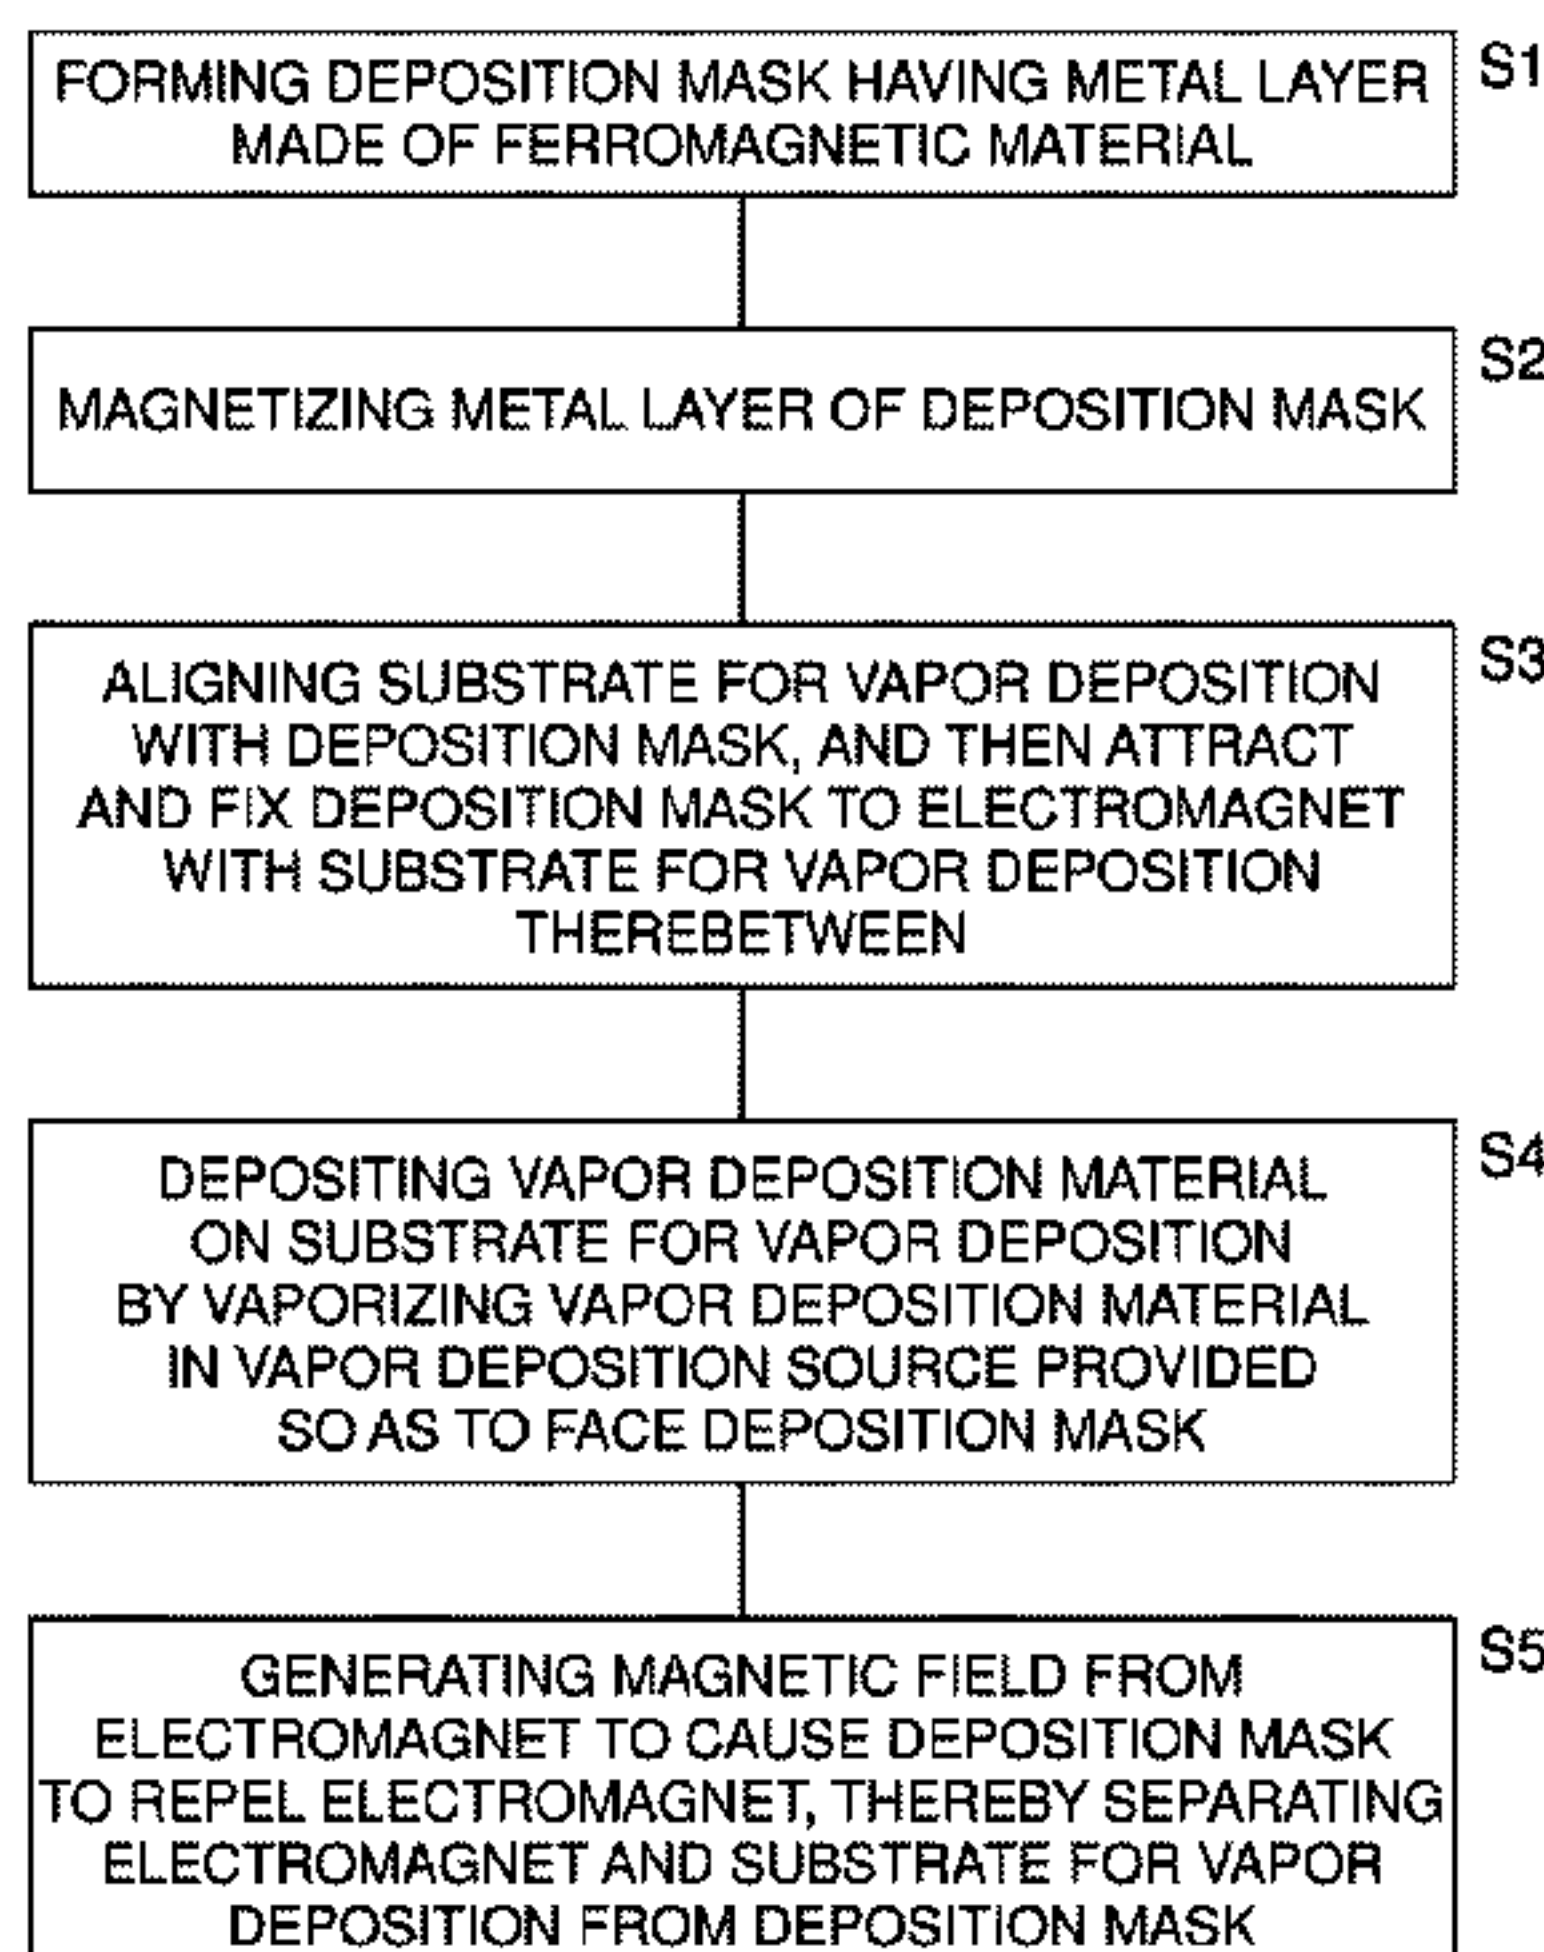 FORMING DEPOSITION MASK HAVING METAL LAYER
MADE OF FERROMAGNETIC MATERIAL
S1
MAGNETIZING METAL LAYER OF DEPOSITION MASK
S2
ALIGNING SUBSTRATE FOR VAPOR DEPOSITION
WITH DEPOSITION MASK, AND THEN ATTRACT
AND FIX DEPOSITION MASK TO ELECTROMAGNET
WITH SUBSTRATE FOR VAPOR DEPOSITION
THEREBETWEEN
S3
DEPOSITING VAPOR DEPOSITION MATERIAL
ON SUBSTRATE FOR VAPOR DEPOSITION
BY VAPORIZING VAPOR DEPOSITION MATERIAL
IN VAPOR DEPOSITION SOURCE PROVIDED
SO AS TO FACE DEPOSITION MASK
S4
GENERATING MAGNETIC FIELD FROM
ELECTROMAGNET TO CAUSE DEPOSITION MASK
TO REPEL ELECTROMAGNET, THEREBY SEPARATING
ELECTROMAGNET AND SUBSTRATE FOR VAPOR
DEPOSITION FROM DEPOSITION MASK
S5